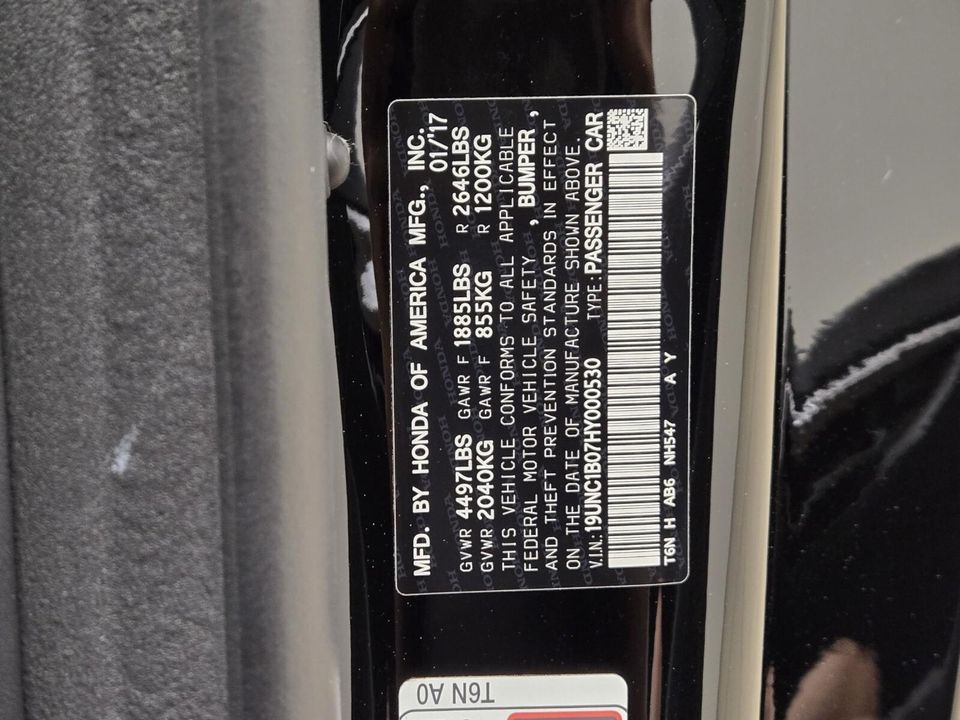 MFD. BY HONDA OF AMERICA MFG., INC.
01/'17
GVWR 4497LBS GAWR F 1885LBS R 2646LBS
GVWR 2040KG GAWR F 855KG R 1200KG
THIS VEHICLE CONFORMS TO ALL APPLICABLE
FEDERAL MOTOR VEHICLE SAFETY , BUMPER ,
AND THEFT PREVENTION STANDARDS IN EFFECT
ON THE DATE OF MANUFACTURE SHOWN ABOVE.
V.I.N.:19UNC1B07HY000530 TYPE:PASSENGER CAR
T6N H AB6 NH547 A Y
T6N A0